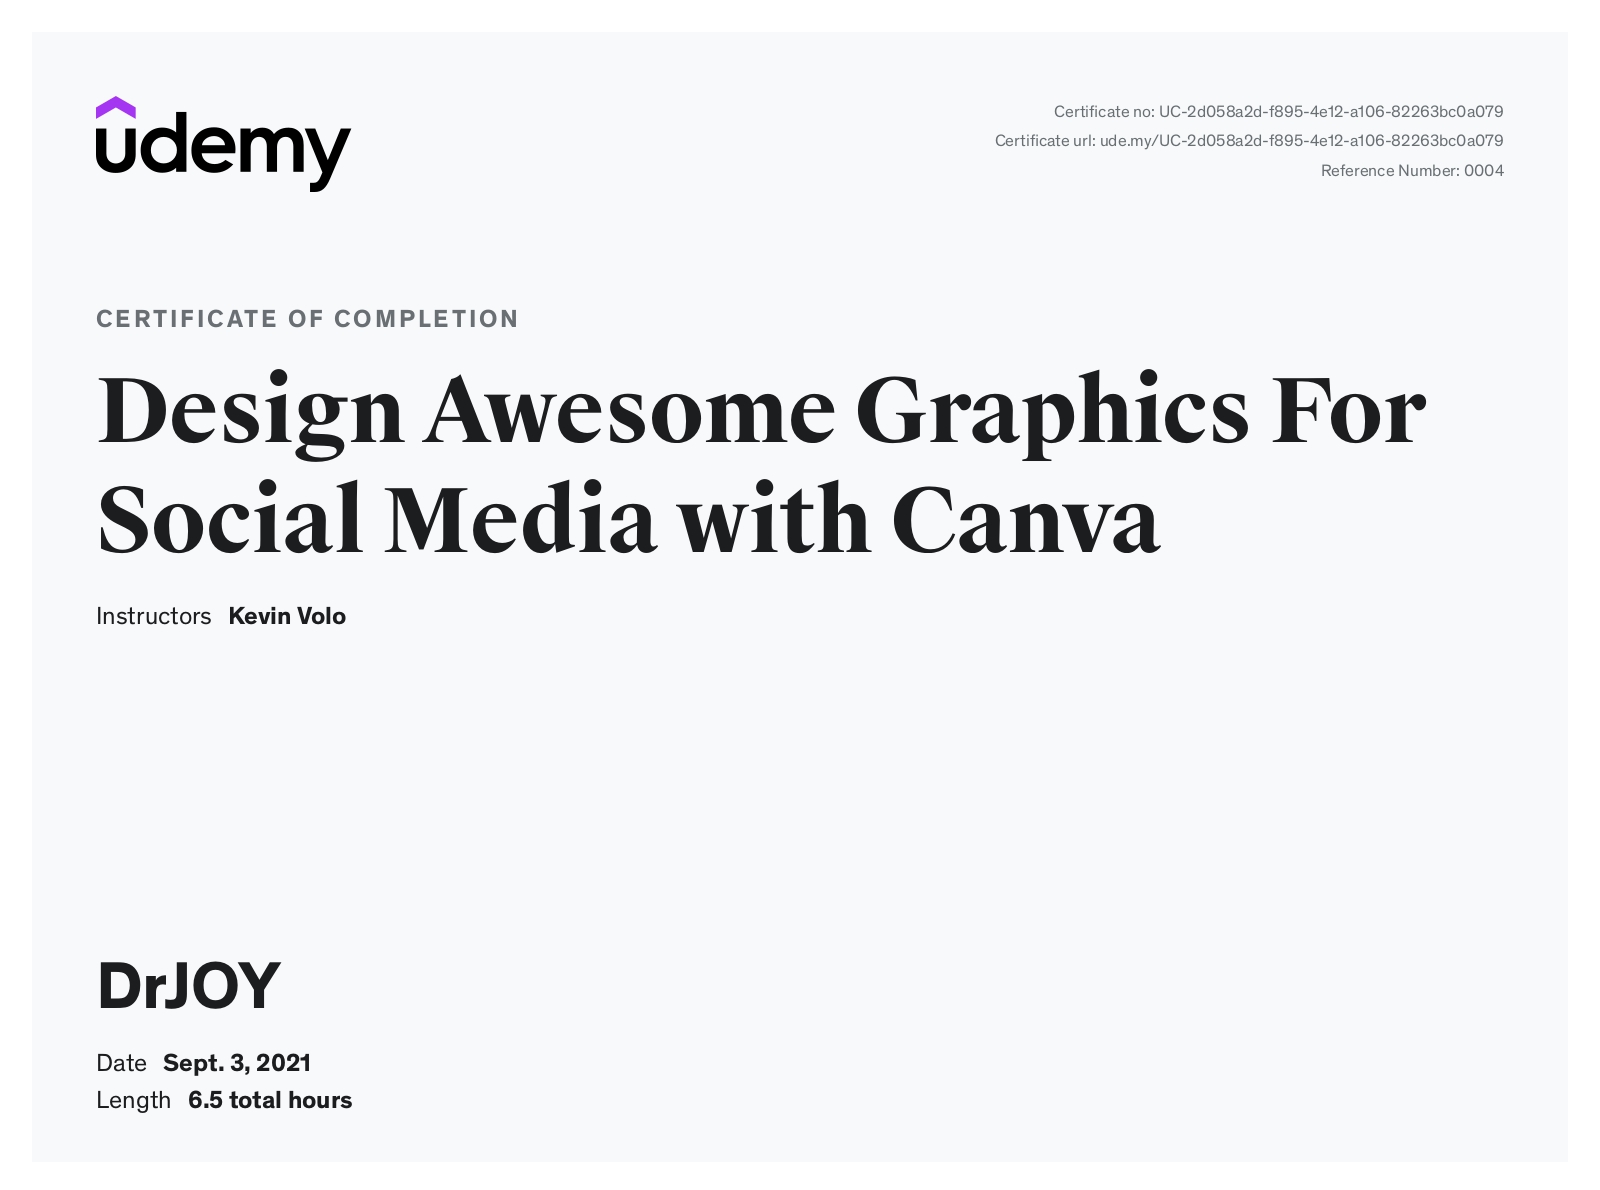 udemy
Certificate no: UC-2d058a2d-f895-4e12-a106-82263bc0a079
Certificate url: ude.my/UC-2d058a2d-f895-4e12-a106-82263bc0a079
Reference Number: 0004
CERTIFICATE OF COMPLETION
Design Awesome Graphics For
Social Media with Canva
Instructors Kevin Volo
DrJOY
Date Sept. 3, 2021
Length 6.5 total hours